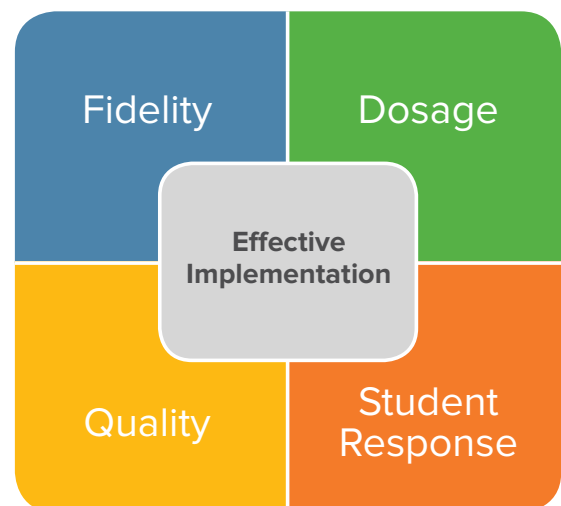 Fidelity
Dosage
Effective
Implementation
Quality
Student
Response